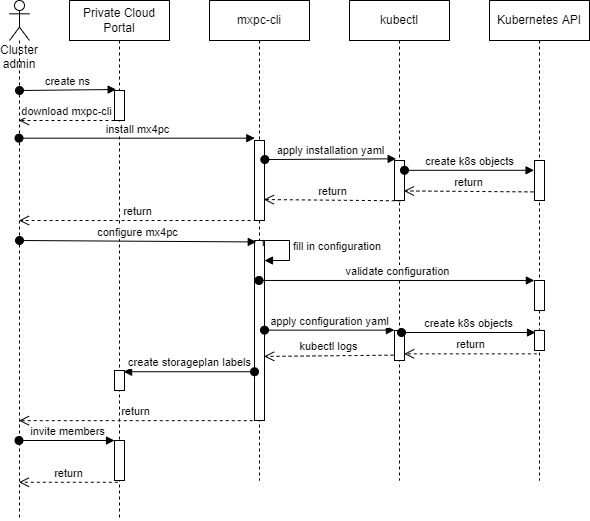 Private Cloud
Portal
mxpc-cli
kubectl
Kubernetes API
Cluster
admin
create ns
download mxpc-cli
install mx4pc
apply installation yaml
create k8s objects
return
return
return
configure mx4pc
fill in configuration
validate configuration
apply configuration yaml
create k8s objects
kubectl logs
return
create storageplan labels
return
invite members
return